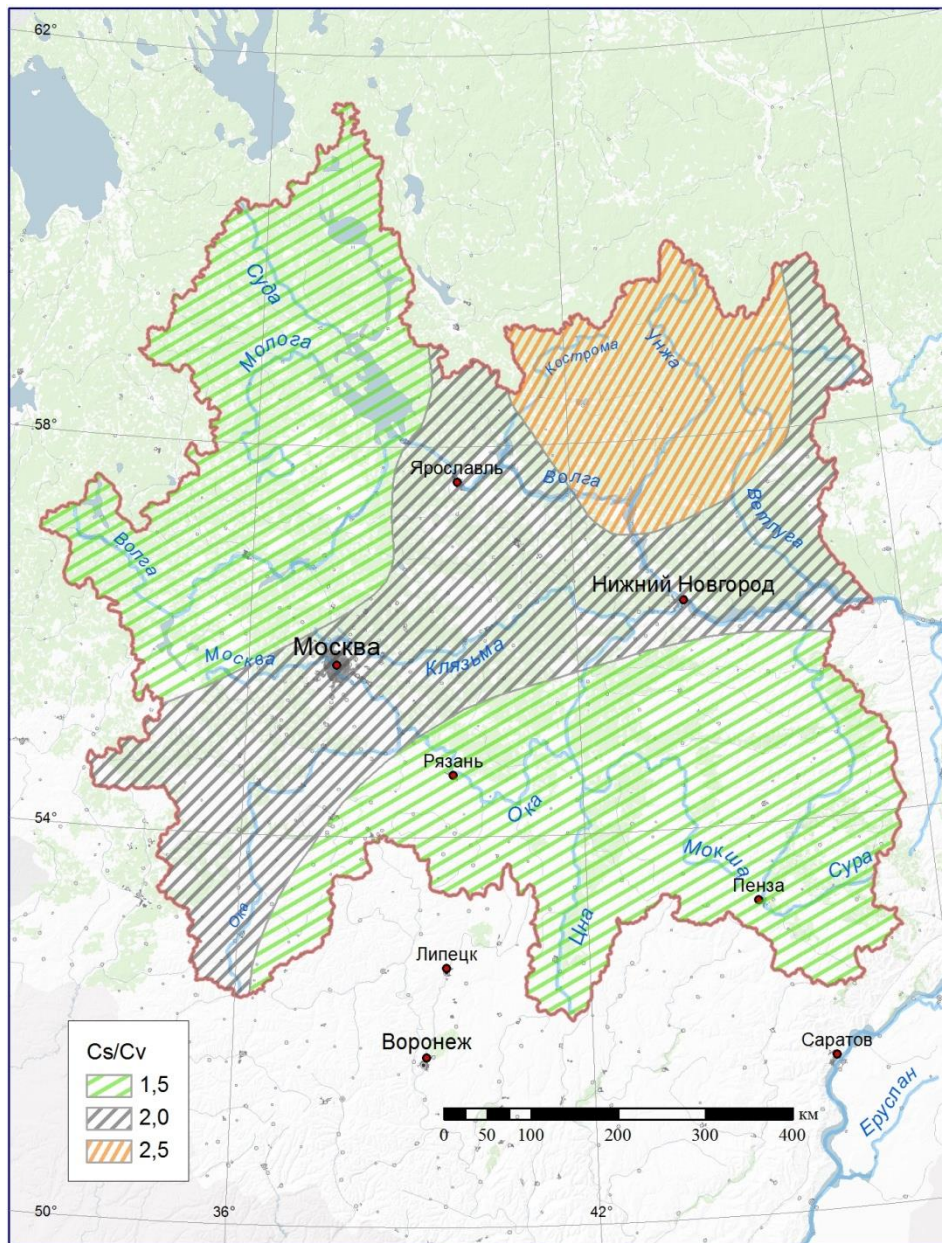 62°
Суда
Молога
Кострома
Унжа
58°
Ярославль
Волга
Ветлуга
Волга
Нижний Новгород
Москва
Москва
Клязьма
Рязань
Ока
54°
Мокша
Сура
Пенза
Ока
Цна
Липецк
Cs/Cv
1,5
2,0
2,5
Воронеж
Саратов
Еруслан
км
0 50 100 200 300 400
50°
36
42